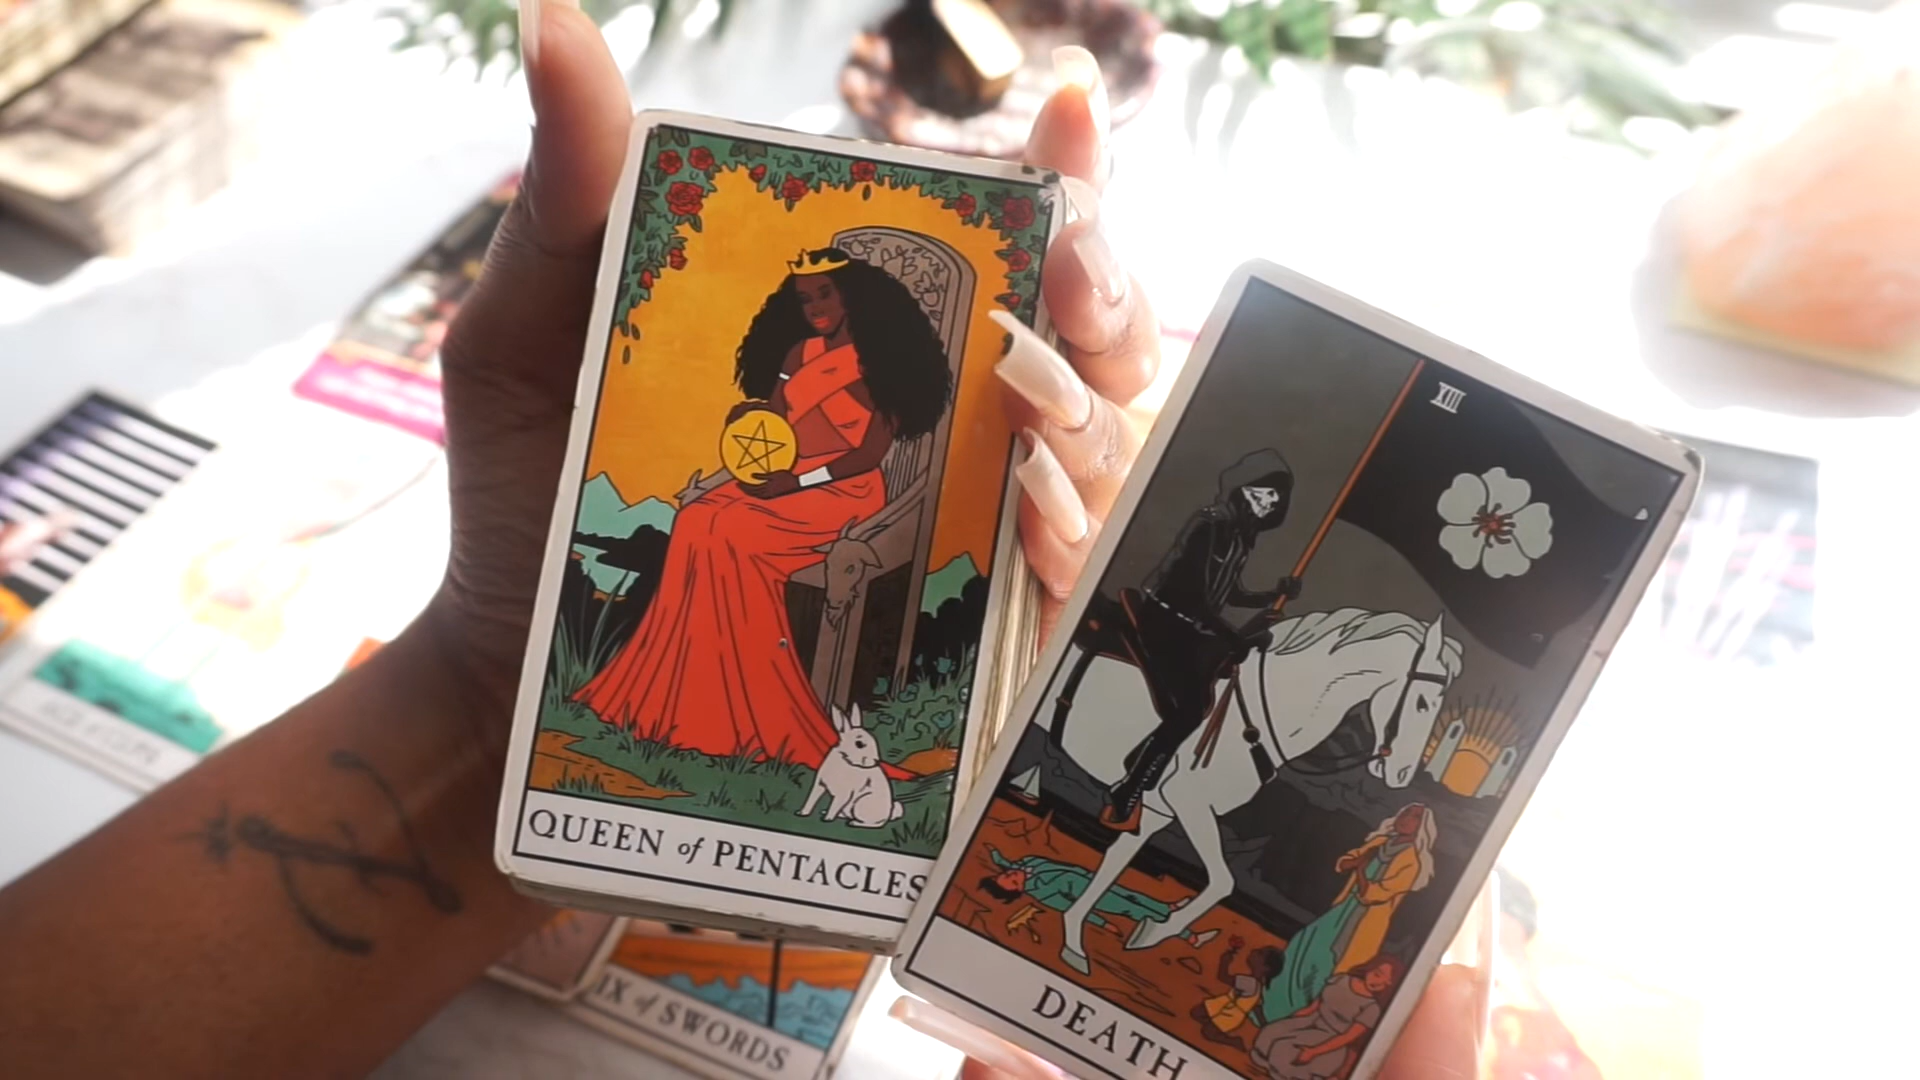 QUEEN of PENTACLES
XIII
DEATH
IX of SWORDS